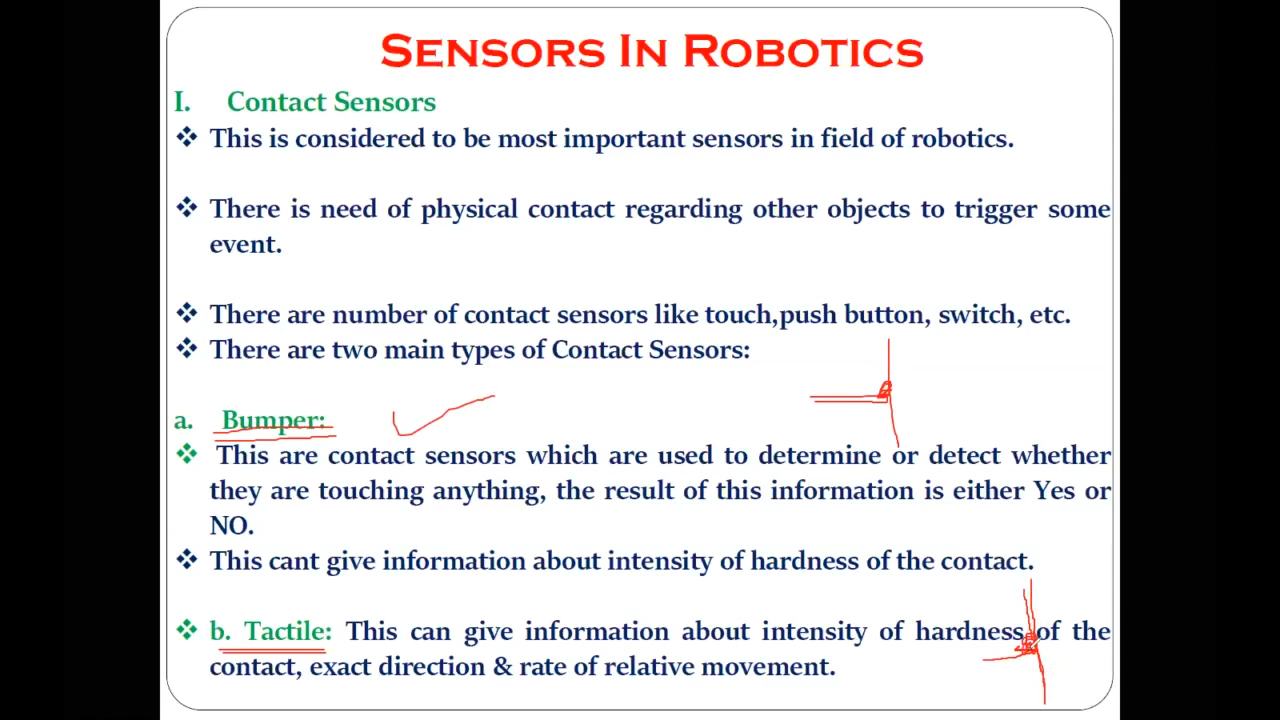 SENSORS IN ROBOTICS
I. Contact Sensors
❖ This is considered to be most important sensors in field of robotics.
❖ There is need of physical contact regarding other objects to trigger some
event.
❖ There are number of contact sensors like touch,push button, switch, etc.
❖ There are two main types of Contact Sensors:
a. Bumper:
❖ This are contact sensors which are used to determine or detect whether
they are touching anything, the result of this information is either Yes or
NO.
❖ This cant give information about intensity of hardness of the contact.
❖ b. Tactile: This can give information about intensity of hardness of the
contact, exact direction & rate of relative movement.